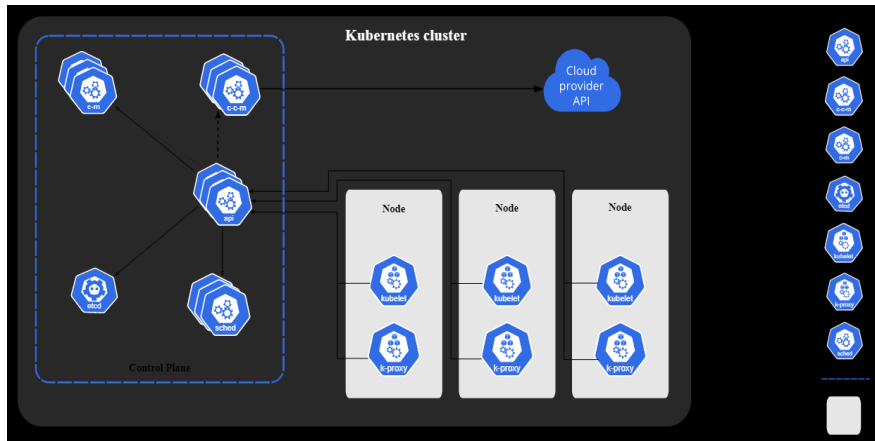 Kubernetes cluster
c-m
c-c-m
Cloud
provider
API
api
etcd
sched
Control Plane
Node
Node
Node
kubelet
kubelet
kubelet
k-proxy
k-proxy
k-proxy
api
c-c-m
c-m
etcd
kubelet
k-proxy
sched